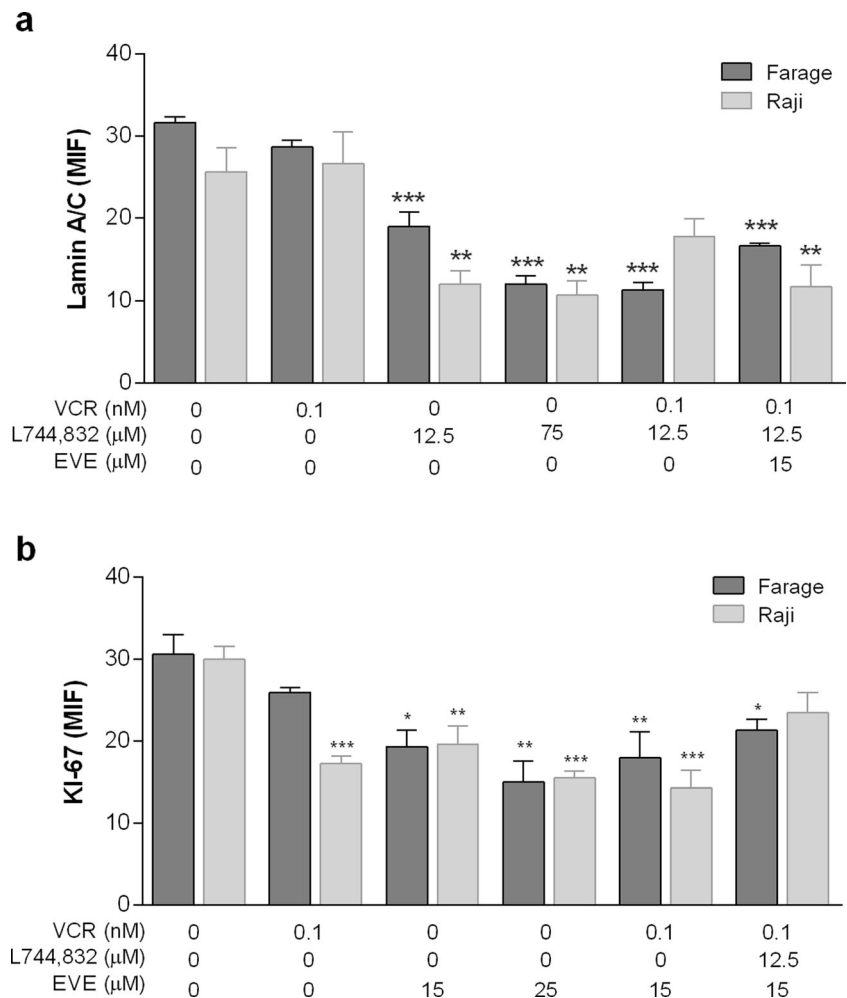 a
40
30
20
10
0
Lamin A/C (MIF)
Farage
Raji
***
**
***
**
***
***
**
VCR (nM) 0 0.1 0 0 0.1 0.1
L744,832 (μM) 0 0 12.5 75 12.5 12.5
EVE (μM) 0 0 0 0 0 15
b
40
30
20
10
0
KI-67 (MIF)
Farage
Raji
***
*
**
**
***
**
***
*
VCR (nM) 0 0.1 0 0 0.1 0.1
L744,832 (μM) 0 0 0 0 0 12.5
EVE (μM) 0 0 15 25 15 15